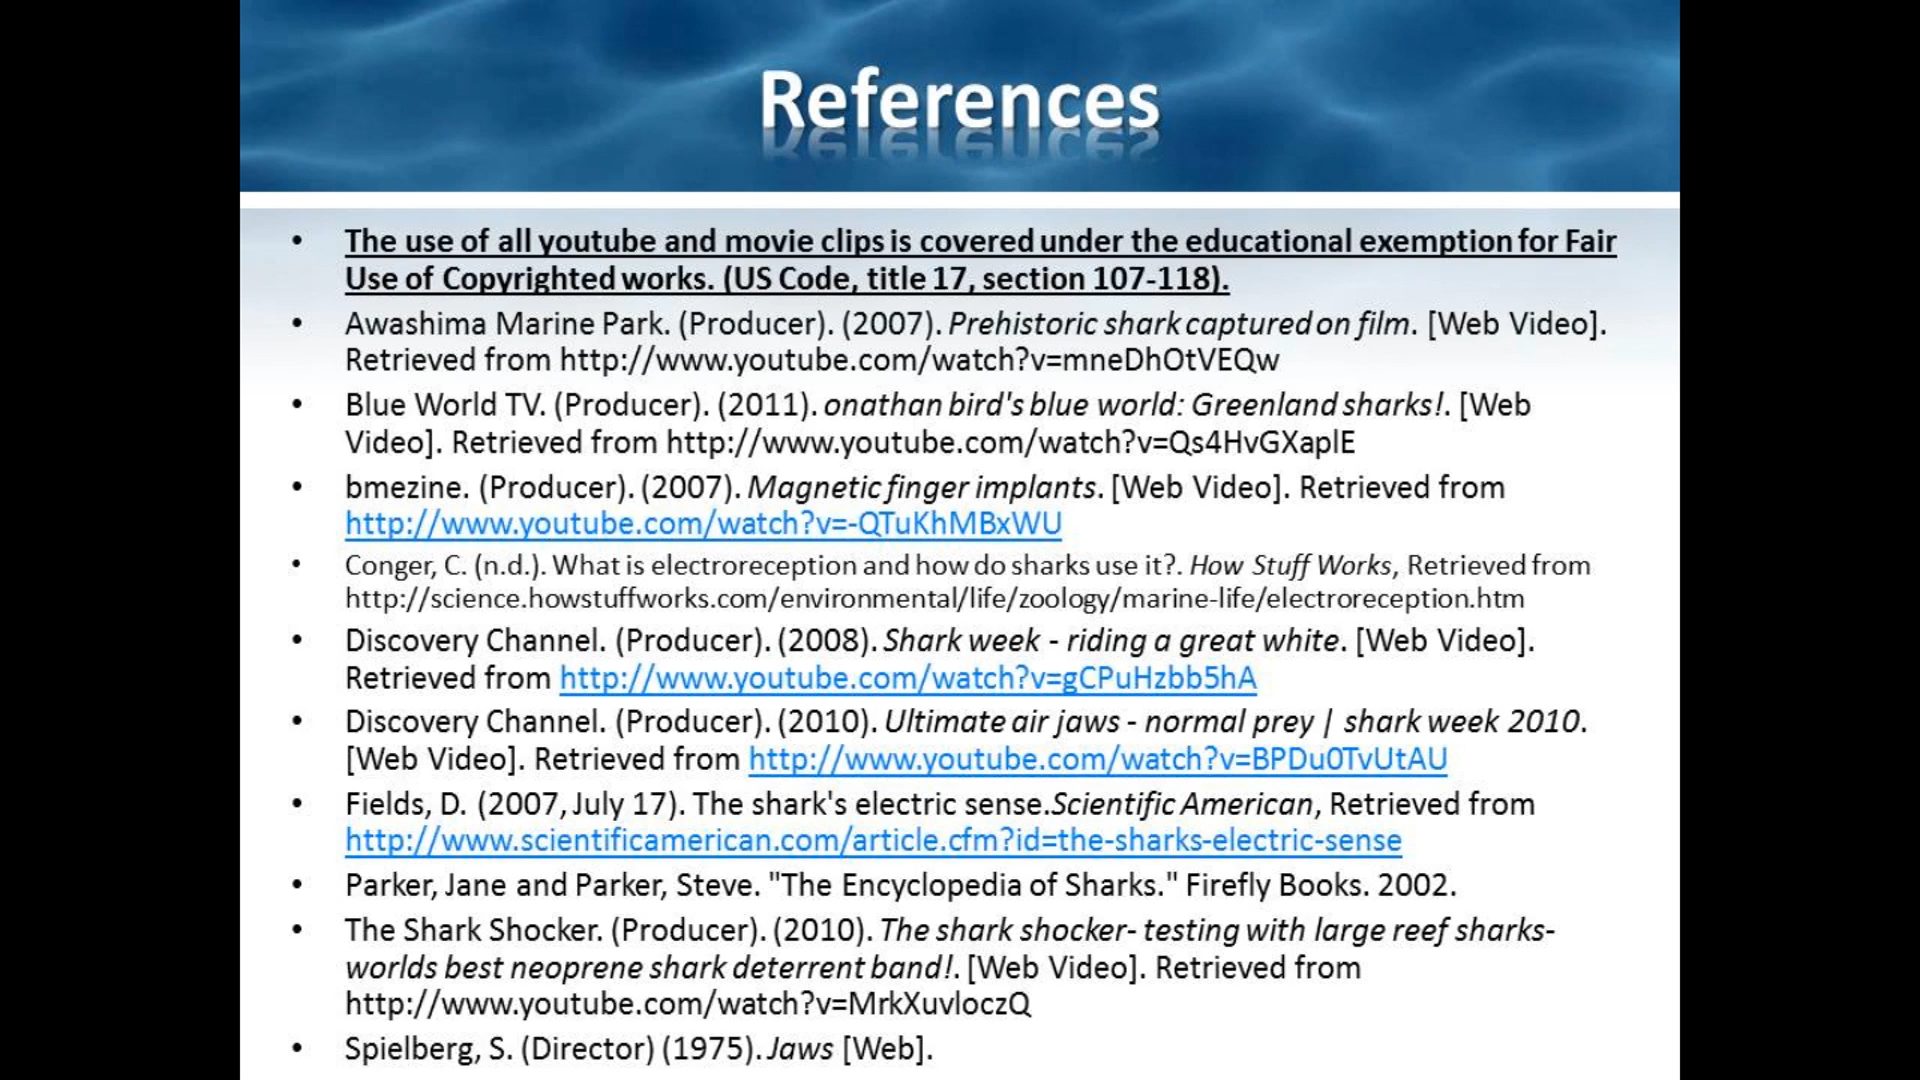 References
• The use of all youtube and movie clips is covered under the educational exemption for Fair
Use of Copyrighted works. (US Code, title 17, section 107-118).
• Awashima Marine Park. (Producer). (2007). Prehistoric shark captured on film. [Web Video].
Retrieved from http://www.youtube.com/watch?v=mneDhOtVEQw
• Blue World TV. (Producer). (2011). onathan bird's blue world: Greenland sharks!. [Web
Video]. Retrieved from http://www.youtube.com/watch?v=Qs4HvGXaplE
• bmezine. (Producer). (2007). Magnetic finger implants. [Web Video]. Retrieved from
http://www.youtube.com/watch?v=-QTuKhMBxWU
• Conger, C. (n.d.). What is electroreception and how do sharks use it?. How Stuff Works, Retrieved from
http://science.howstuffworks.com/environmental/life/zoology/marine-life/electroreception.htm
• Discovery Channel. (Producer). (2008). Shark week - riding a great white. [Web Video].
Retrieved from http://www.youtube.com/watch?v=gCPuHzbb5hA
• Discovery Channel. (Producer). (2010). Ultimate air jaws - normal prey | shark week 2010.
[Web Video]. Retrieved from http://www.youtube.com/watch?v=BPDu0TvUtAU
• Fields, D. (2007, July 17). The shark's electric sense.Scientific American, Retrieved from
http://www.scientificamerican.com/article.cfm?id=the-sharks-electric-sense
• Parker, Jane and Parker, Steve. "The Encyclopedia of Sharks." Firefly Books. 2002.
• The Shark Shocker. (Producer). (2010). The shark shocker- testing with large reef sharks-
worlds best neoprene shark deterrent band!. [Web Video]. Retrieved from
http://www.youtube.com/watch?v=MrkXuvloczQ
• Spielberg, S. (Director) (1975). Jaws [Web].